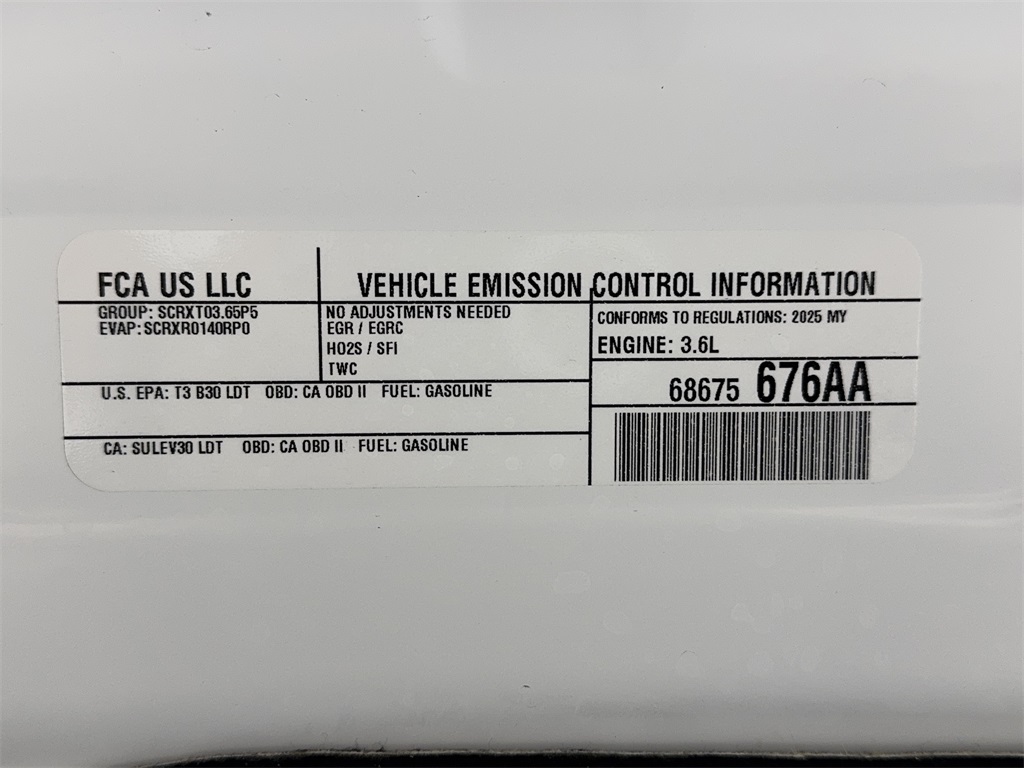 FCA US LLC
VEHICLE EMISSION CONTROL INFORMATION
GROUP: SCRXT03.65P5
EVAP: SCRXR0140RP0
NO ADJUSTMENTS NEEDED
EGR / EGRC
HO2S / SFI
TWC
CONFORMS TO REGULATIONS: 2025 MY
ENGINE: 3.6L
68675 676AA
U.S. EPA: T3 B30 LDT OBD: CA OBD II FUEL: GASOLINE
CA: SULEV30 LDT OBD: CA OBD II FUEL: GASOLINE